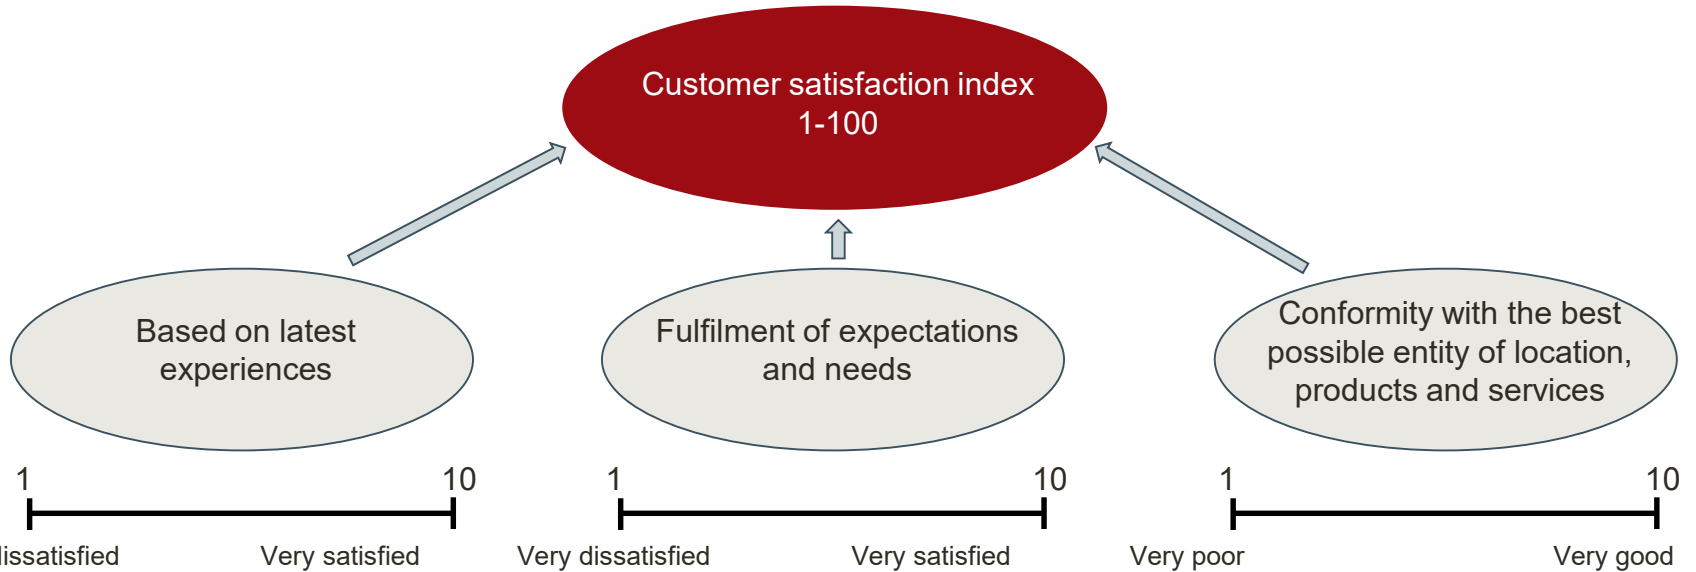 Customer satisfaction index
1-100
Based on latest
experiences
Fulfilment of expectations
and needs
Conformity with the best
possible entity of location,
products and services
1 10 1 10 1 10
dissatisfied Very satisfied Very dissatisfied Very satisfied Very poor Very good